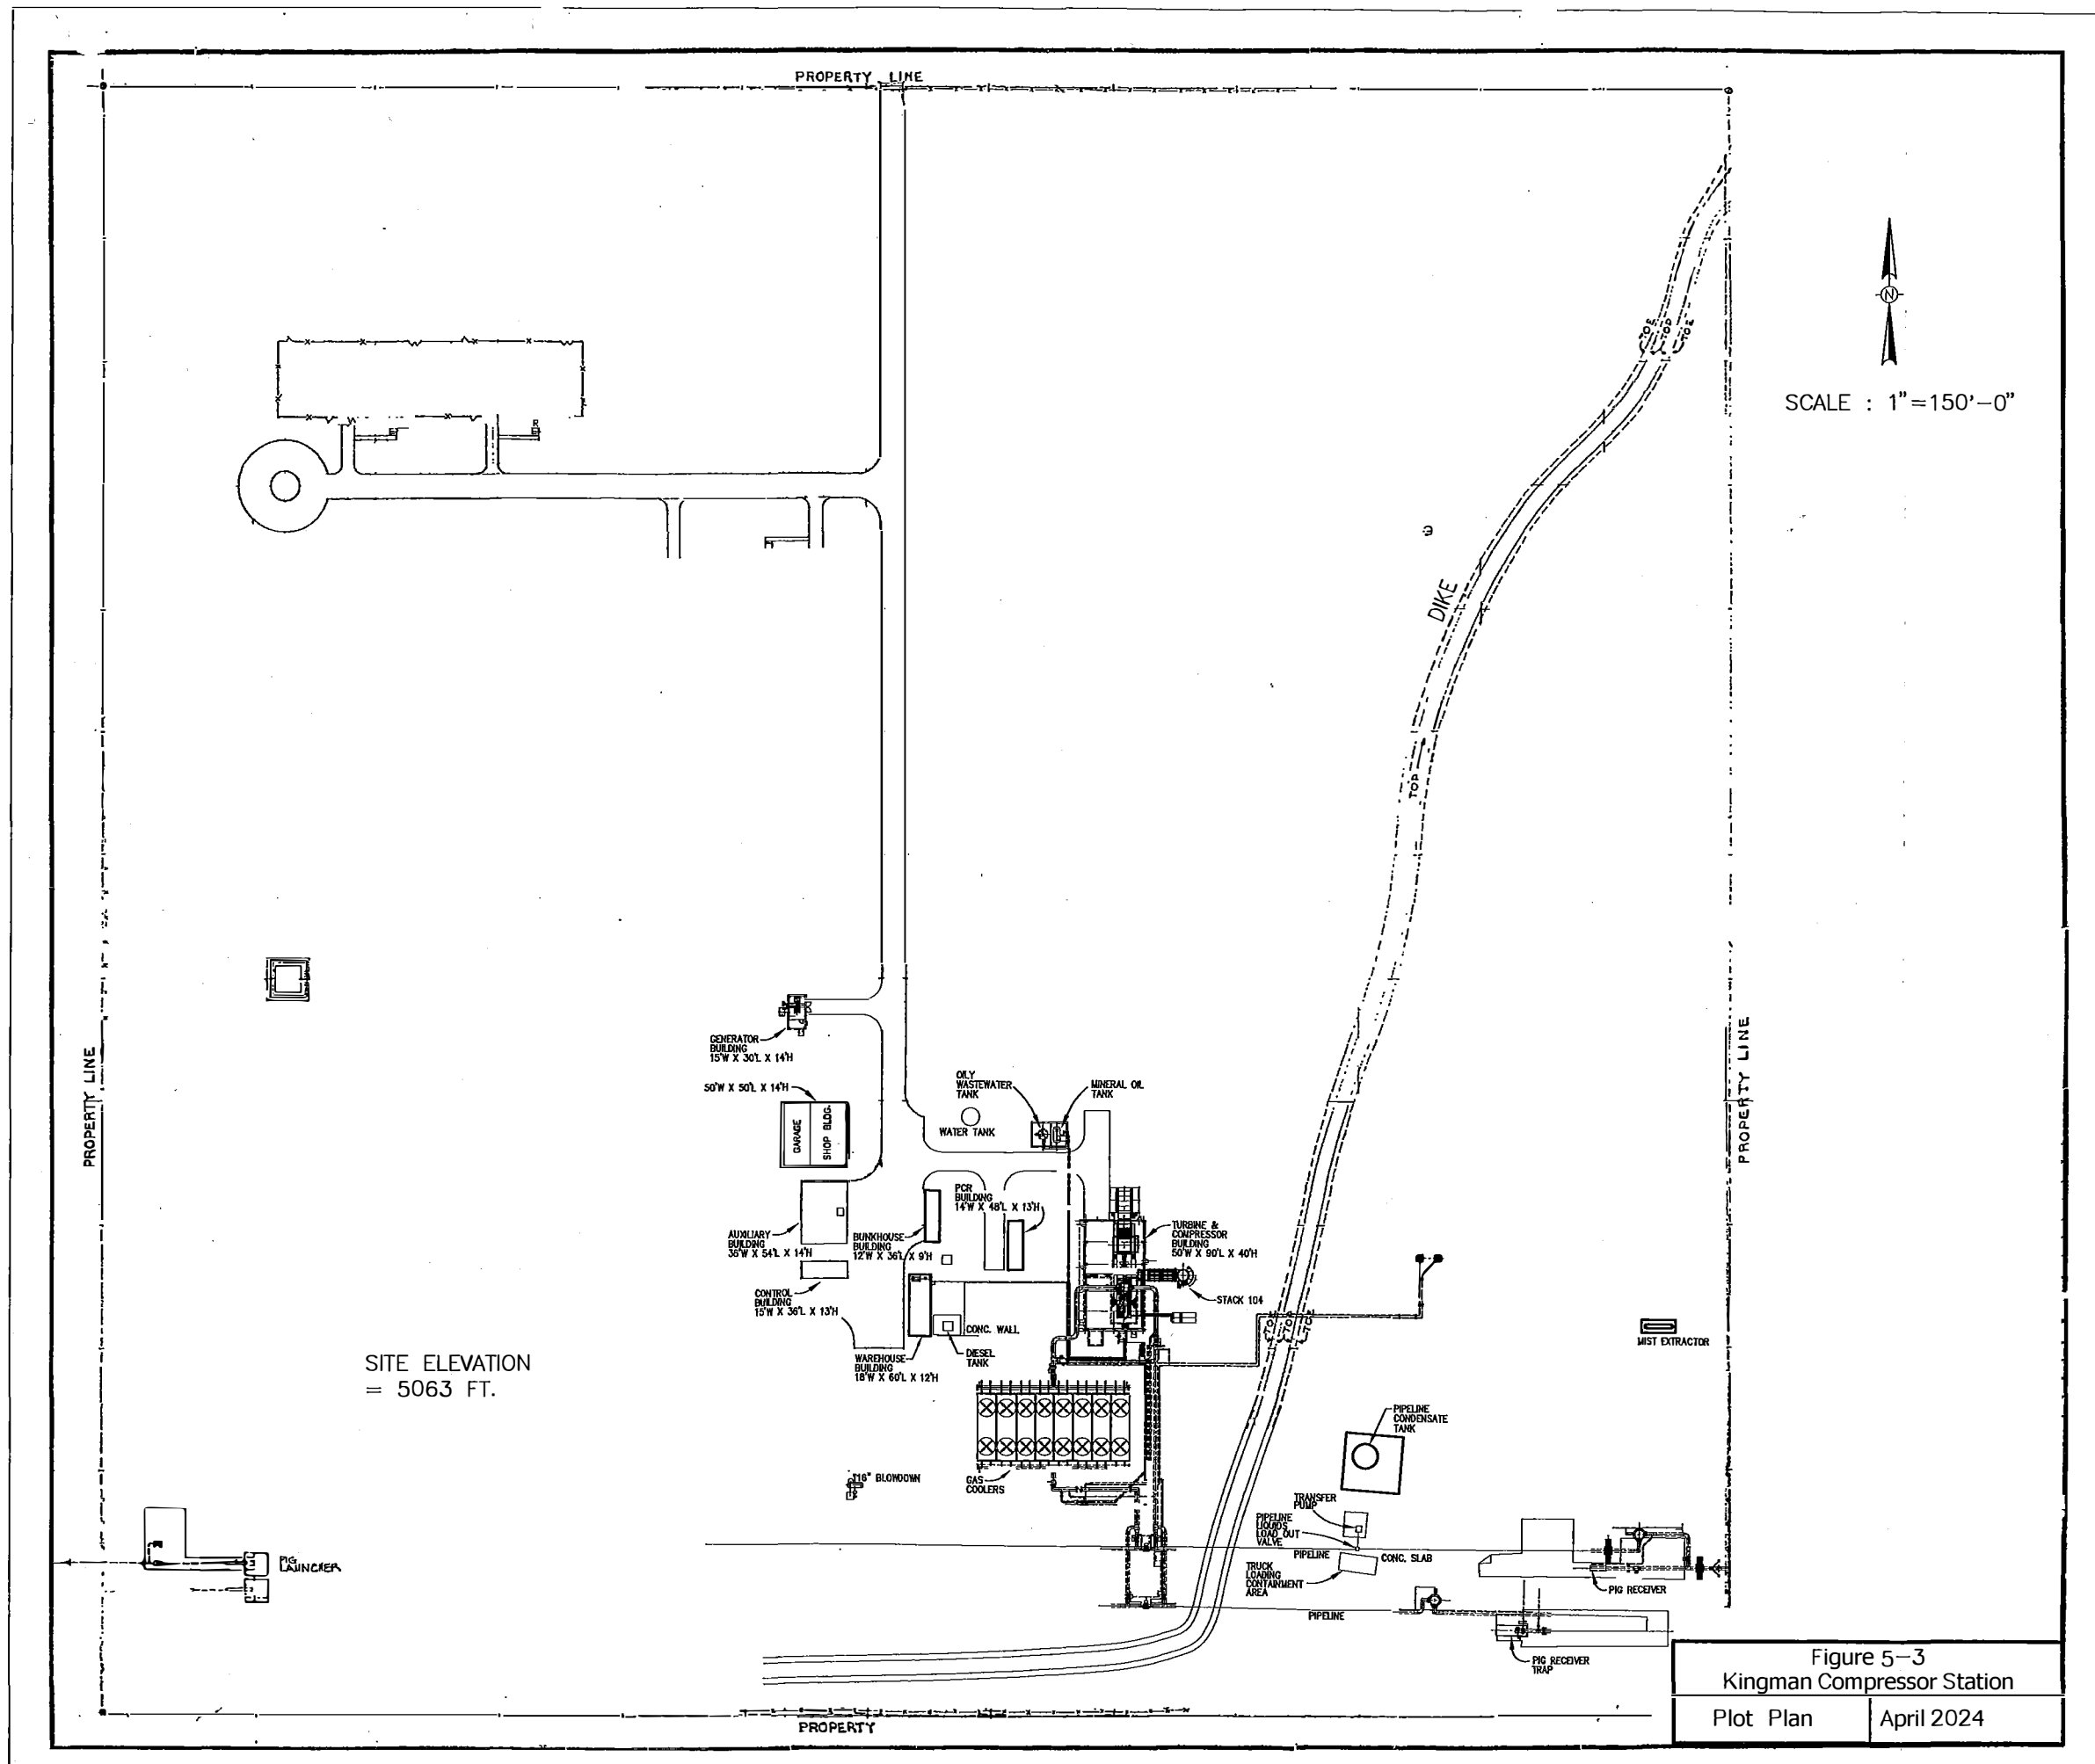 PROPERTY LINE
N
SCALE : 1"=150'-0"
TOE
TOP
TOE
DIKE
TOP
PROPERTY LINE
PROPERTY LINE
GENERATOR
BUILDING
15'W X 30'L X 14'H
50'W X 50'L X 14'H
GARAGE
SHOP BLDG.
OILY
WASTEWATER
TANK
MINERAL OIL
TANK
WATER TANK
PCR
BUILDING
14'W X 48'L X 13'H
AUXILIARY
BUILDING
36'W X 54'L X 14'H
BUNKHOUSE
BUILDING
12'W X 36'L X 9'H
TURBINE &
COMPRESSOR
BUILDING
50'W X 90'L X 40'H
CONTROL
BUILDING
15'W X 36'L X 13'H
STACK 104
CONC. WALL
DIESEL
TANK
WAREHOUSE
BUILDING
18'W X 60'L X 12'H
MIST EXTRACTOR
SITE ELEVATION
= 5063 FT.
PIPELINE
CONDENSATE
TANK
16" BLOWDOWN
GAS
COOLERS
TRANSFER
PUMP
PIPELINE
LIQUIDS
LOAD OUT
VALVE
PIPELINE
CONC. SLAB
TRUCK
LOADING
CONTAINMENT
AREA
PIG
LAUNCHER
PIG RECEIVER
PIPELINE
PIG RECEIVER
TRAP
PROPERTY
Figure 5-3
Kingman Compressor Station
Plot Plan
April 2024